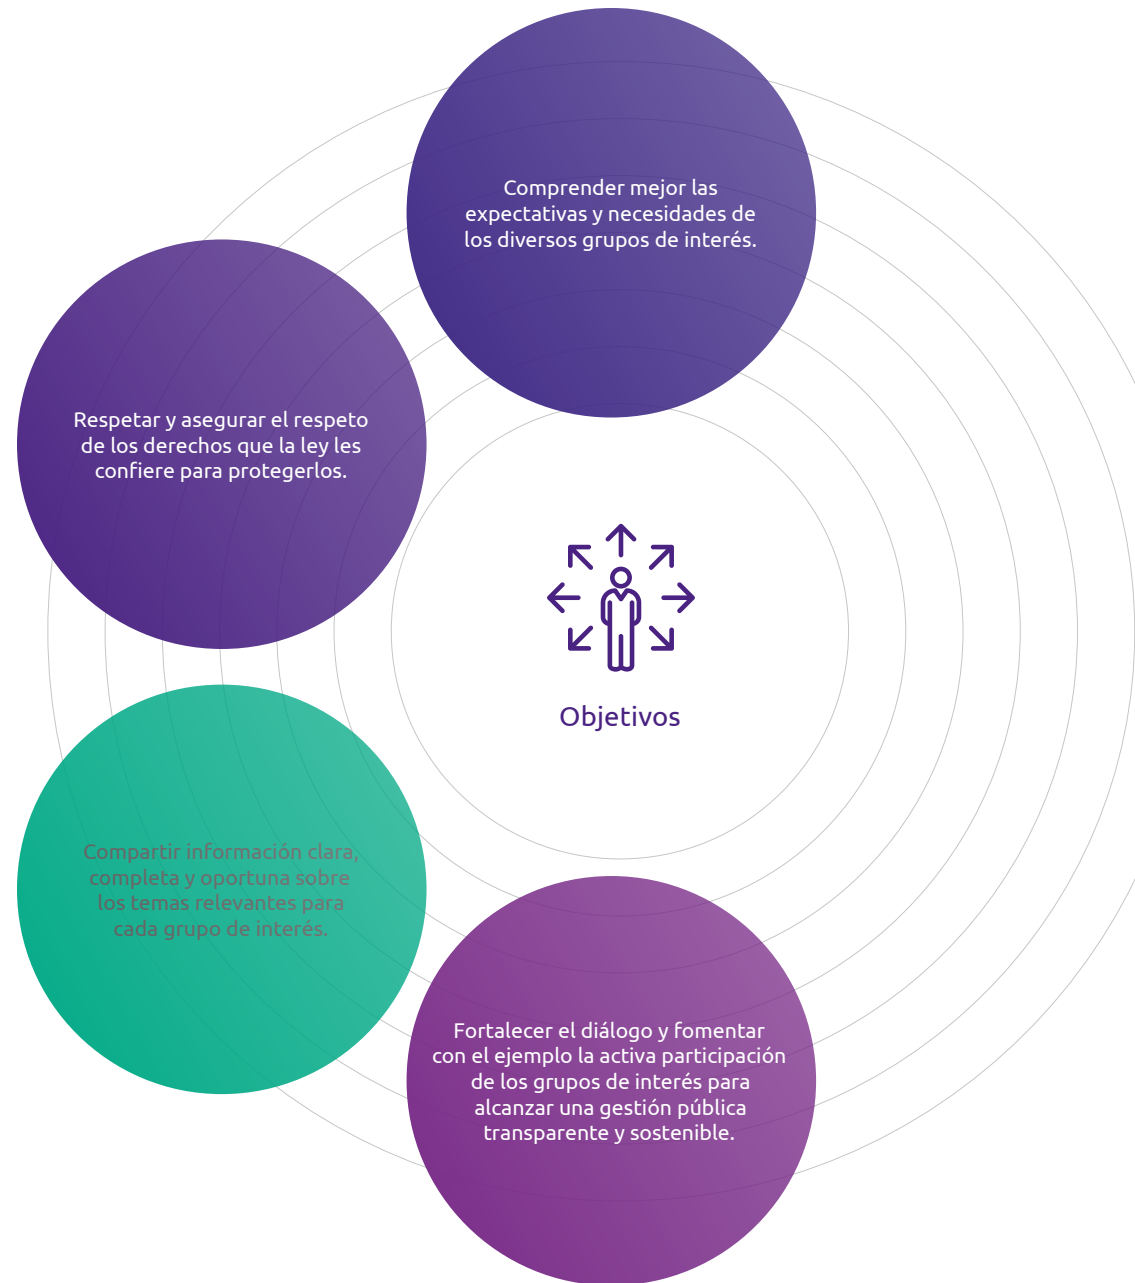 Comprender mejor las
expectativas y necesidades de
los diversos grupos de interés.
Respetar y asegurar el respeto
de los derechos que la ley les
confiere para protegerlos.
Objetivos
Compartir información clara,
completa y oportuna sobre
los temas relevantes para
cada grupo de interés.
Fortalecer el diálogo y fomentar
con el ejemplo la activa participación
de los grupos de interés para
alcanzar una gestión pública
transparente y sostenible.